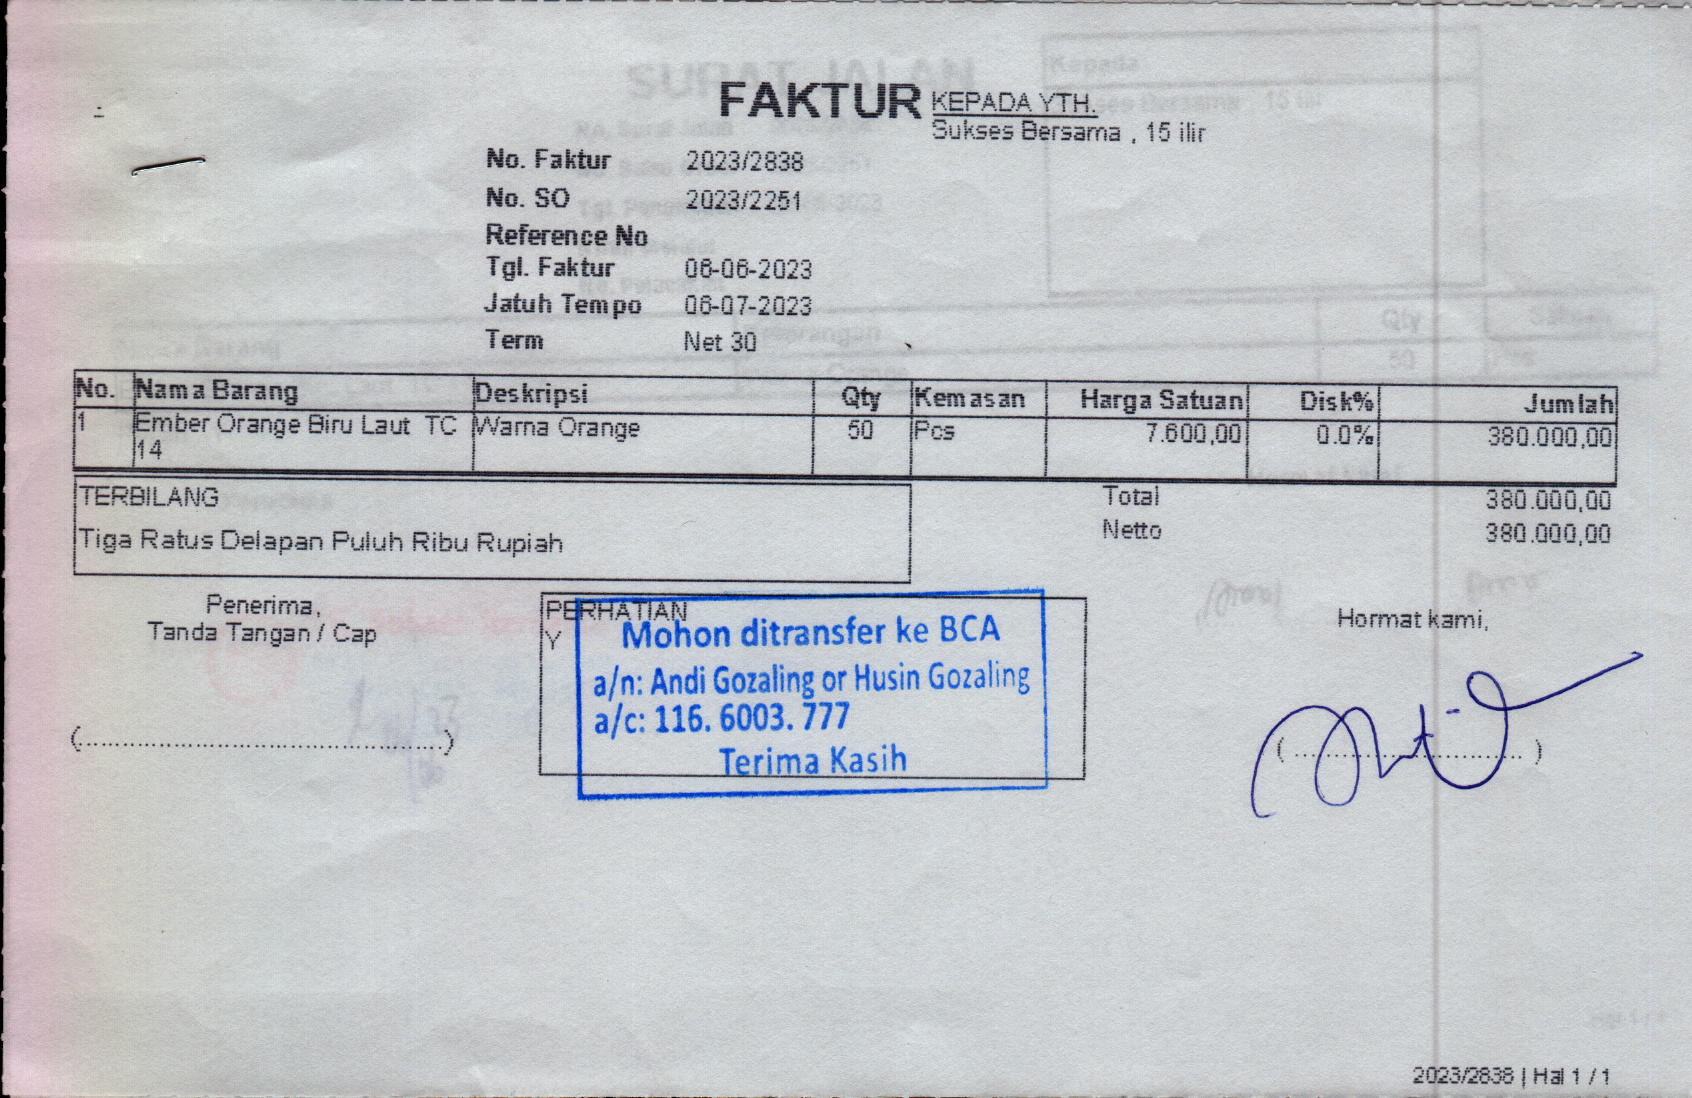 FAKTUR
KEPADA YTH.
Sukses Bersama , 15 ilir
No. Faktur 2023/2838
No. SO 2023/2251
Reference No
Tgl. Faktur 06-06-2023
Jatuh Tempo 06-07-2023
Term Net 30
No. Nama Barang Deskripsi Qty Kemasan Harga Satuan Disk% Jumlah
1 Ember Orange Biru Laut TC Warna Orange 50 Pcs 7.600,00 0.0% 380.000,00
14
TERBILANG
Tiga Ratus Delapan Puluh Ribu Rupiah
Total 380.000,00
Netto 380.000,00
Penerima,
Tanda Tangan / Cap
(..........................................................)
PERHATIAN
Y
Mohon ditransfer ke BCA
a/n: Andi Gozaling or Husin Gozaling
a/c: 116. 6003. 777
Terima Kasih
Hormat kami,
( ........................................ )
2023/2838 | Hal 1 / 1